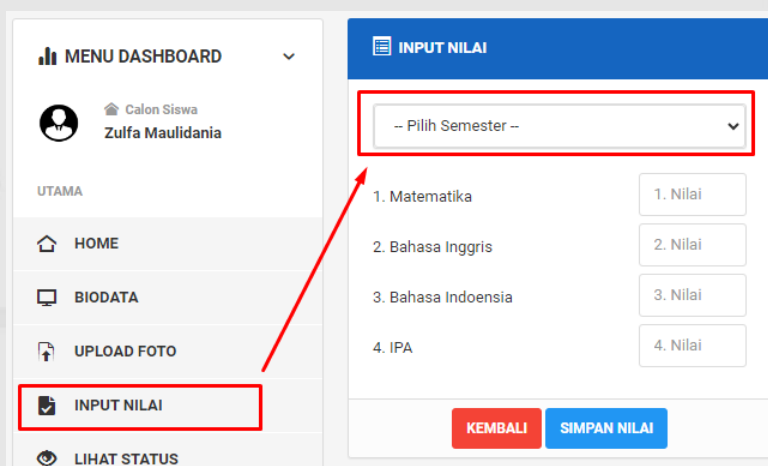 MENU DASHBOARD
Calon Siswa
Zulfa Maulidania
UTAMA
HOME
BIODATA
UPLOAD FOTO
INPUT NILAI
LIHAT STATUS
INPUT NILAI
-- Pilih Semester --
1. Matematika 1. Nilai
2. Bahasa Inggris 2. Nilai
3. Bahasa Indoensia 3. Nilai
4. IPA 4. Nilai
KEMBALI SIMPAN NILAI